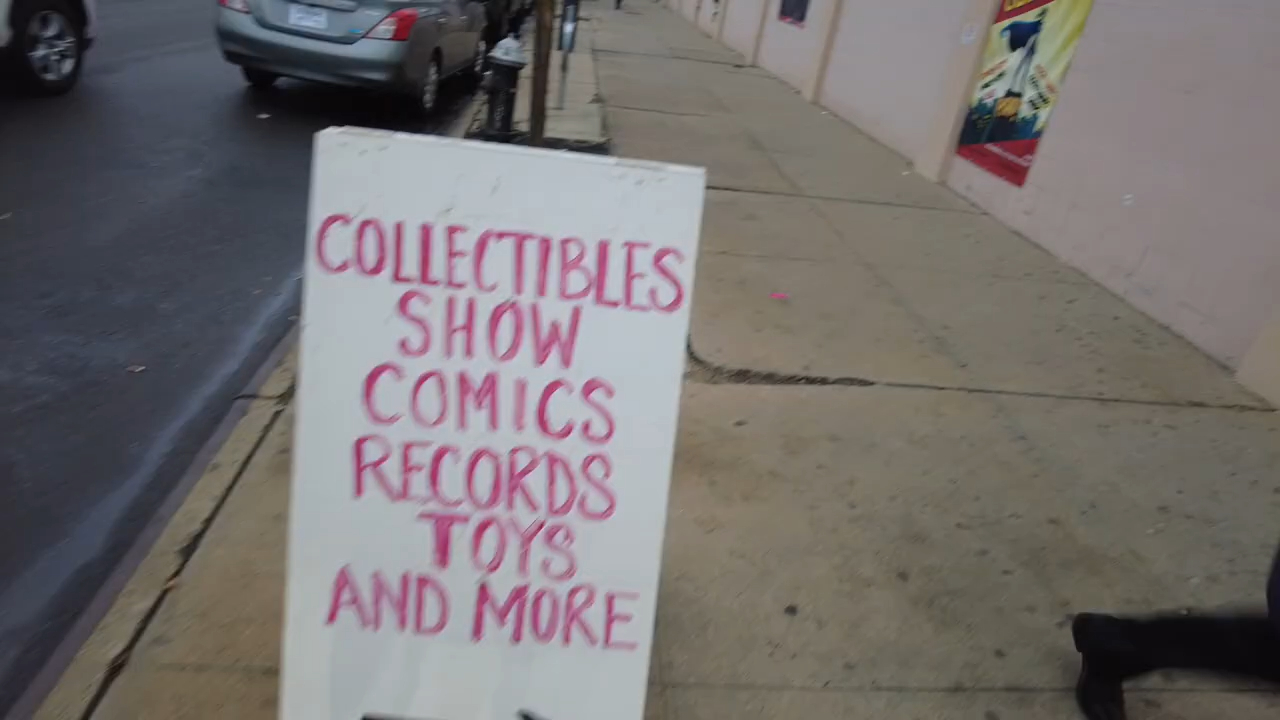 COLLECTIBLES
SHOW
COMICS
RECORDS
TOYS
AND MORE